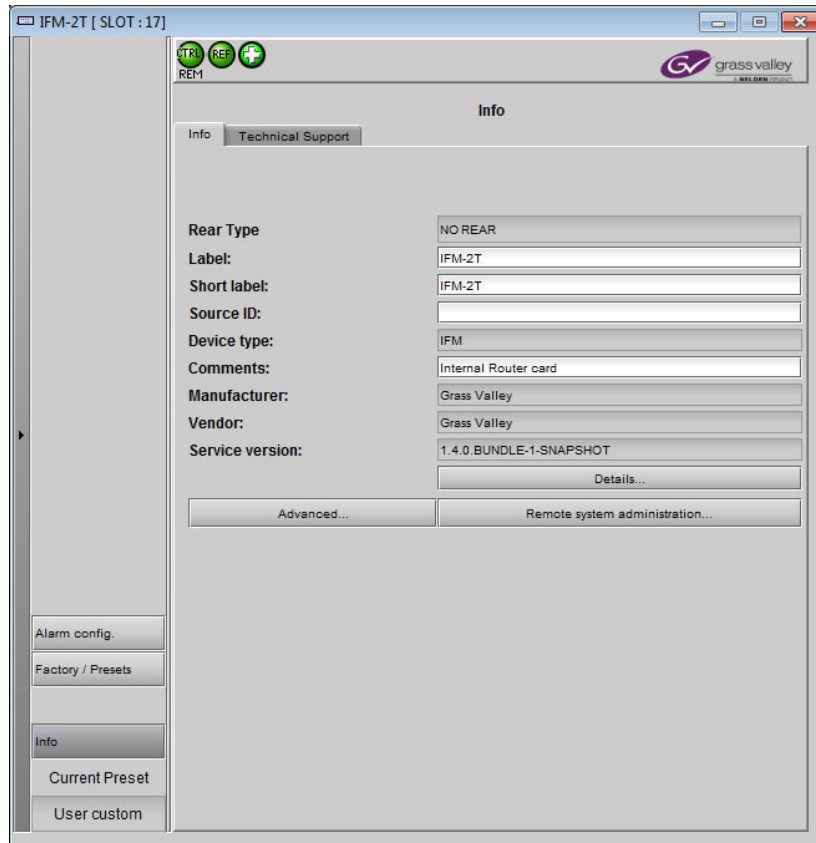 IFM-2T [ SLOT : 17]
CTRL REF
REM
grass valley
A BELDEN BRAND
Info
Info Technical Support
Rear Type NO REAR
Label: IFM-2T
Short label: IFM-2T
Source ID:
Device type: IFM
Comments: Internal Router card
Manufacturer: Grass Valley
Vendor: Grass Valley
Service version: 1.4.0.BUNDLE-1-SNAPSHOT
Details...
Advanced... Remote system administration...
Alarm config.
Factory / Presets
Info
Current Preset
User custom